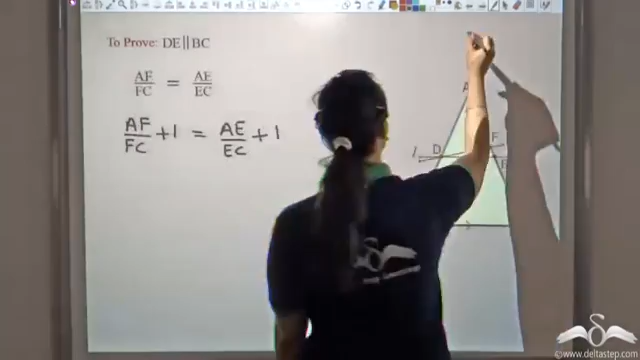 To Prove: DE||BC
AF/FC = AE/EC
AF/FC + 1 = AE/EC + 1
A
l D F
E
©www.deltastep.com